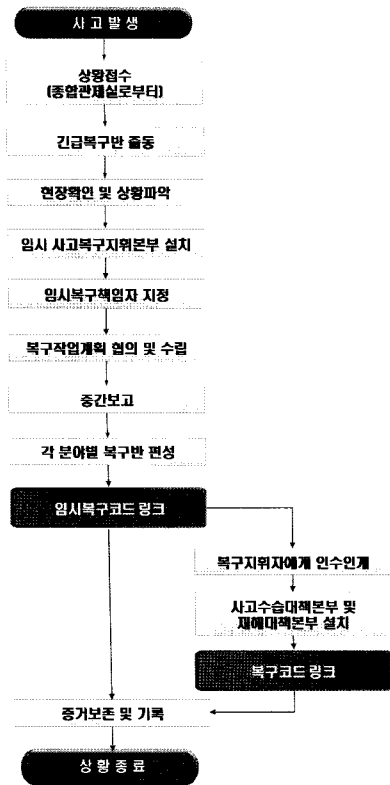 사고발생
상황접수
(종합관제실로부터)
긴급복구반 출동
현장확인 및 상황파악
임시 사고복구지휘본부 설치
임시복구책임자 지정
복구작업계획 협의 및 수립
중간보고
각 분야별 복구반 편성
임시복구코드 링크
복구지휘자에게 인수인계
사고수습대책본부 및
재해대책본부 설치
복구코드 링크
증거보존 및 기록
상황종료